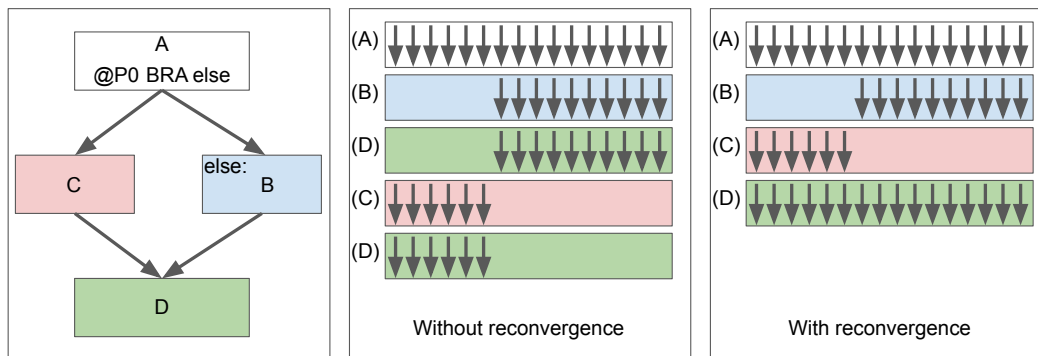 A
@P0 BRA else
C
else:
B
D
(A)
(B)
(D)
(C)
(D)
Without reconvergence
(A)
(B)
(C)
(D)
With reconvergence